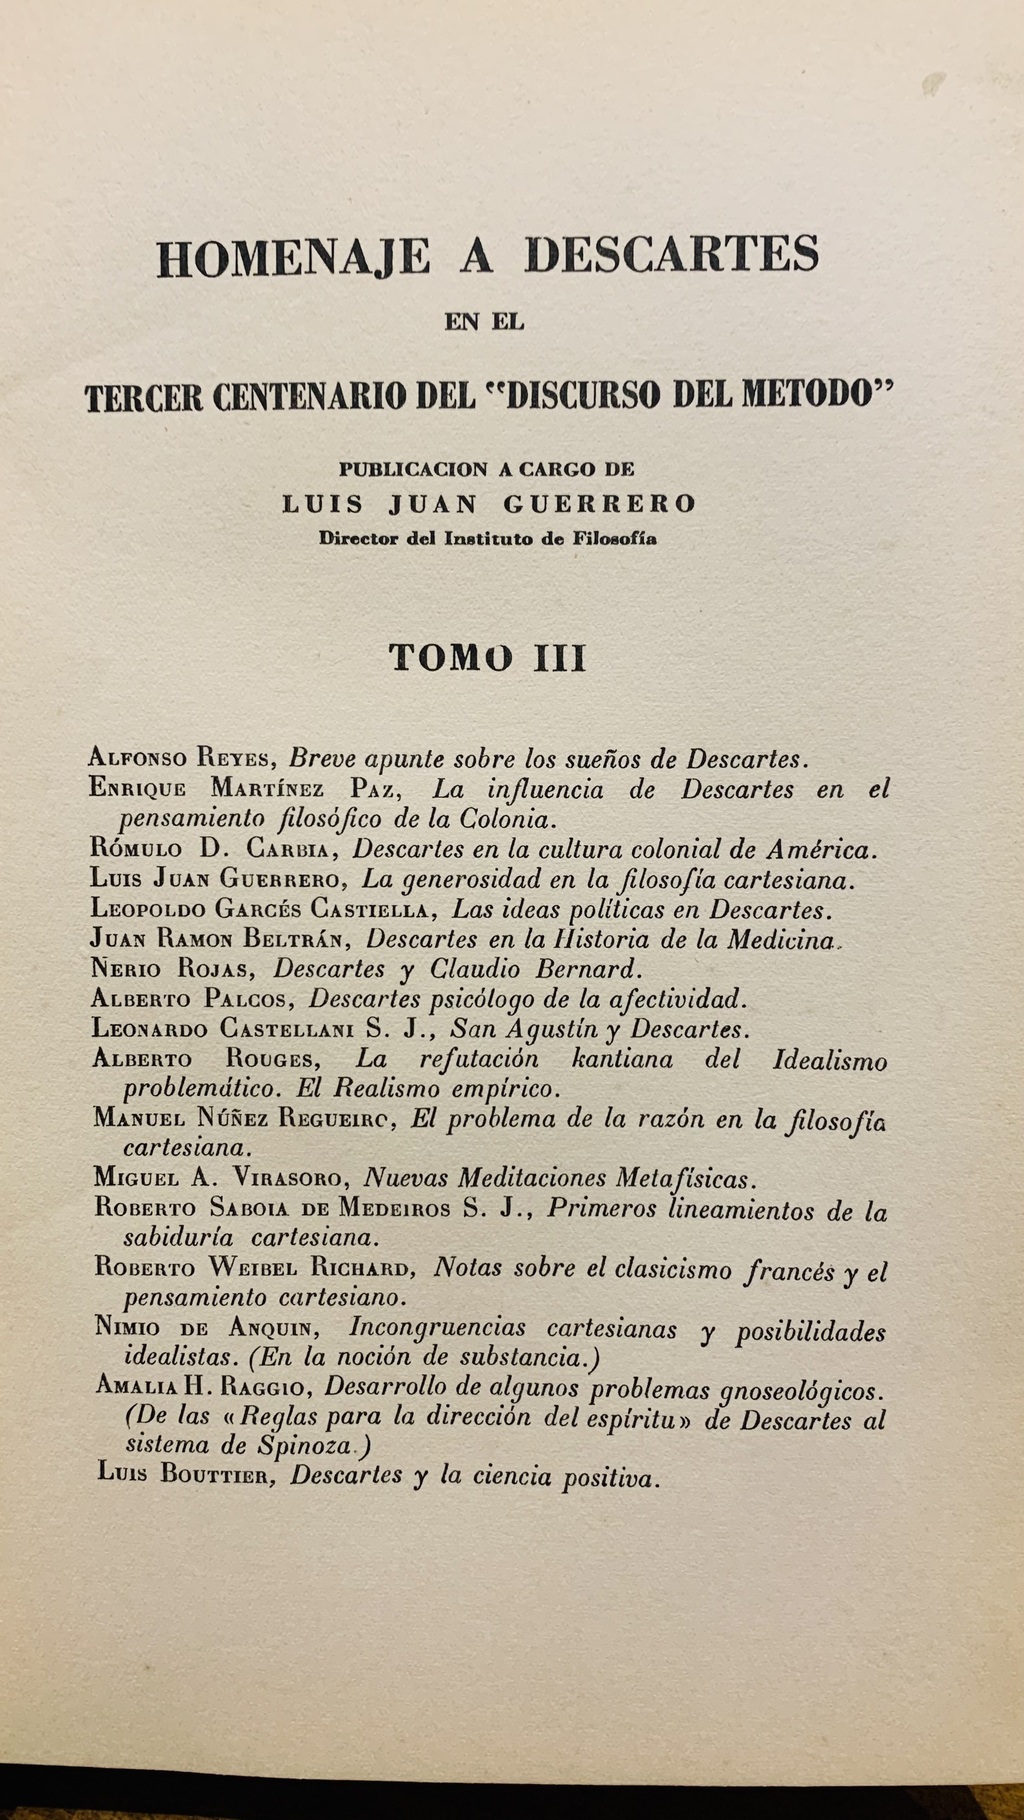 HOMENAJE A DESCARTES
EN EL
TERCER CENTENARIO DEL “DISCURSO DEL METODO”
PUBLICACION A CARGO DE
LUIS JUAN GUERRERO
Director del Instituto de Filosofía
TOMO III
ALFONSO REYES, Breve apunte sobre los sueños de Descartes.
ENRIQUE MARTÍNEZ PAZ, La influencia de Descartes en el
pensamiento filosófico de la Colonia.
RÓMULO D. CARBIA, Descartes en la cultura colonial de América.
LUIS JUAN GUERRERO, La generosidad en la filosofía cartesiana.
LEOPOLDO GARCÉS CASTIELLA, Las ideas políticas en Descartes.
JUAN RAMON BELTRÁN, Descartes en la Historia de la Medicina.
NERIO ROJAS, Descartes y Claudio Bernard.
ALBERTO PALCOS, Descartes psicólogo de la afectividad.
LEONARDO CASTELLANI S. J., San Agustín y Descartes.
ALBERTO ROUGES, La refutación kantiana del Idealismo
problemático. El Realismo empírico.
MANUEL NÚÑEZ REGUEIRO, El problema de la razón en la filosofía
cartesiana.
MIGUEL A. VIRASORO, Nuevas Meditaciones Metafísicas.
ROBERTO SABOIA DE MEDEIROS S. J., Primeros lineamientos de la
sabiduría cartesiana.
ROBERTO WEIBEL RICHARD, Notas sobre el clasicismo francés y el
pensamiento cartesiano.
NIMIO DE ANQUIN, Incongruencias cartesianas y posibilidades
idealistas. (En la noción de substancia.)
AMALIA H. RAGGIO, Desarrollo de algunos problemas gnoseológicos.
(De las «Reglas para la dirección del espíritu» de Descartes al
sistema de Spinoza.)
LUIS BOUTTIER, Descartes y la ciencia positiva.